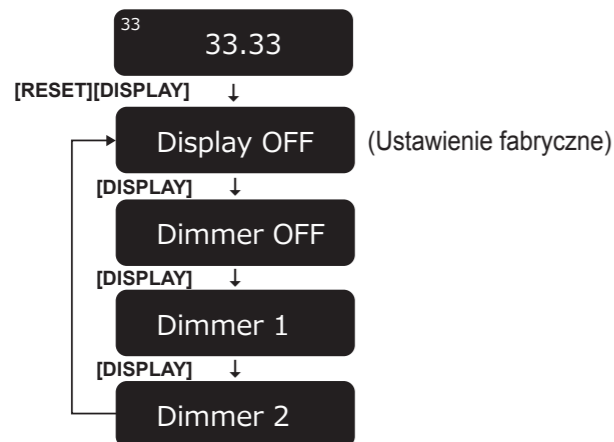 33
33.33
[RESET][DISPLAY] ↓
Display OFF (Ustawienie fabryczne)
[DISPLAY] ↓
Dimmer OFF
[DISPLAY] ↓
Dimmer 1
[DISPLAY] ↓
Dimmer 2